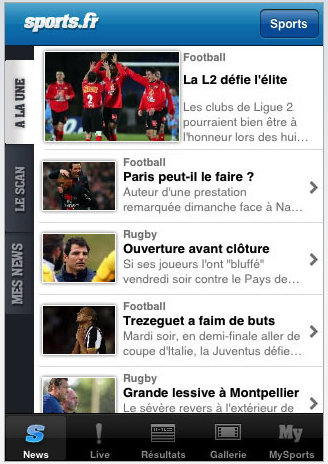 sports.fr
Sports
A LA UNE
LE SCAN
MES NEWS
Football
La L2 défie l'élite
Les clubs de Ligue 2
pourraient bien être à
l'honneur lors des hui...
Football
Paris peut-il le faire ?
Auteur d'une prestation
remarquée dimanche face à Na...
Rugby
Ouverture avant clôture
Si ses joueurs l'ont "bluffé"
vendredi soir contre le Pays de...
Football
Trezeguet a faim de buts
Mardi soir, en demi-finale aller de
coupe d'Italie, la Juventus défie...
Rugby
Grande lessive à Montpellier
Le sévère revers à l'extérieur de
News
Live
Résultats
Gallerie
My
MySports